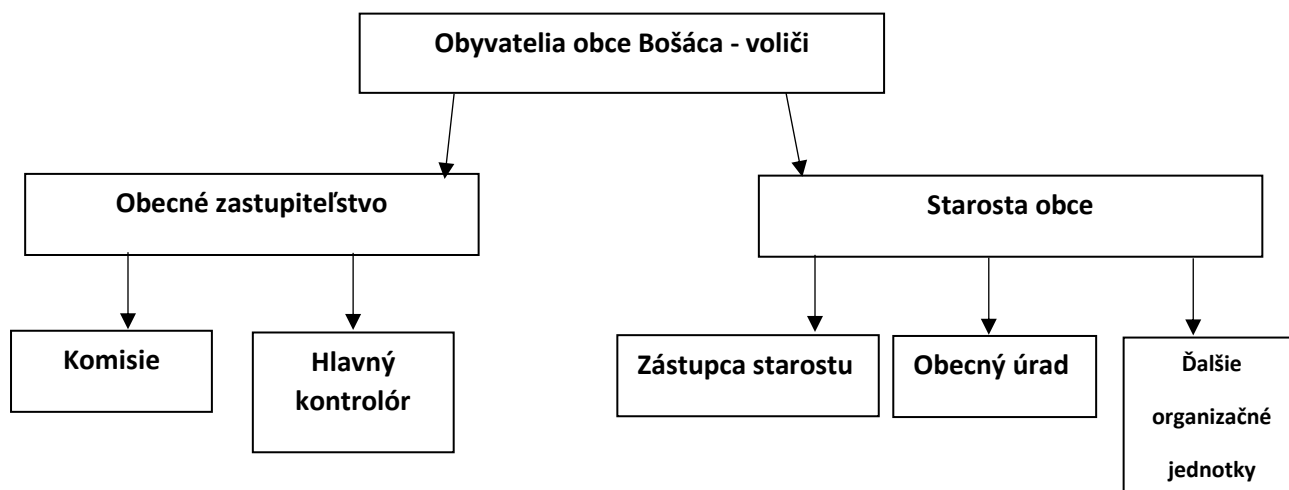 Obyvatelia obce Bošáca - voliči
Obecné zastupiteľstvo
Starosta obce
Komisie
Hlavný
kontrolór
Zástupca starostu
Obecný úrad
Ďalšie
organizačné
jednotky